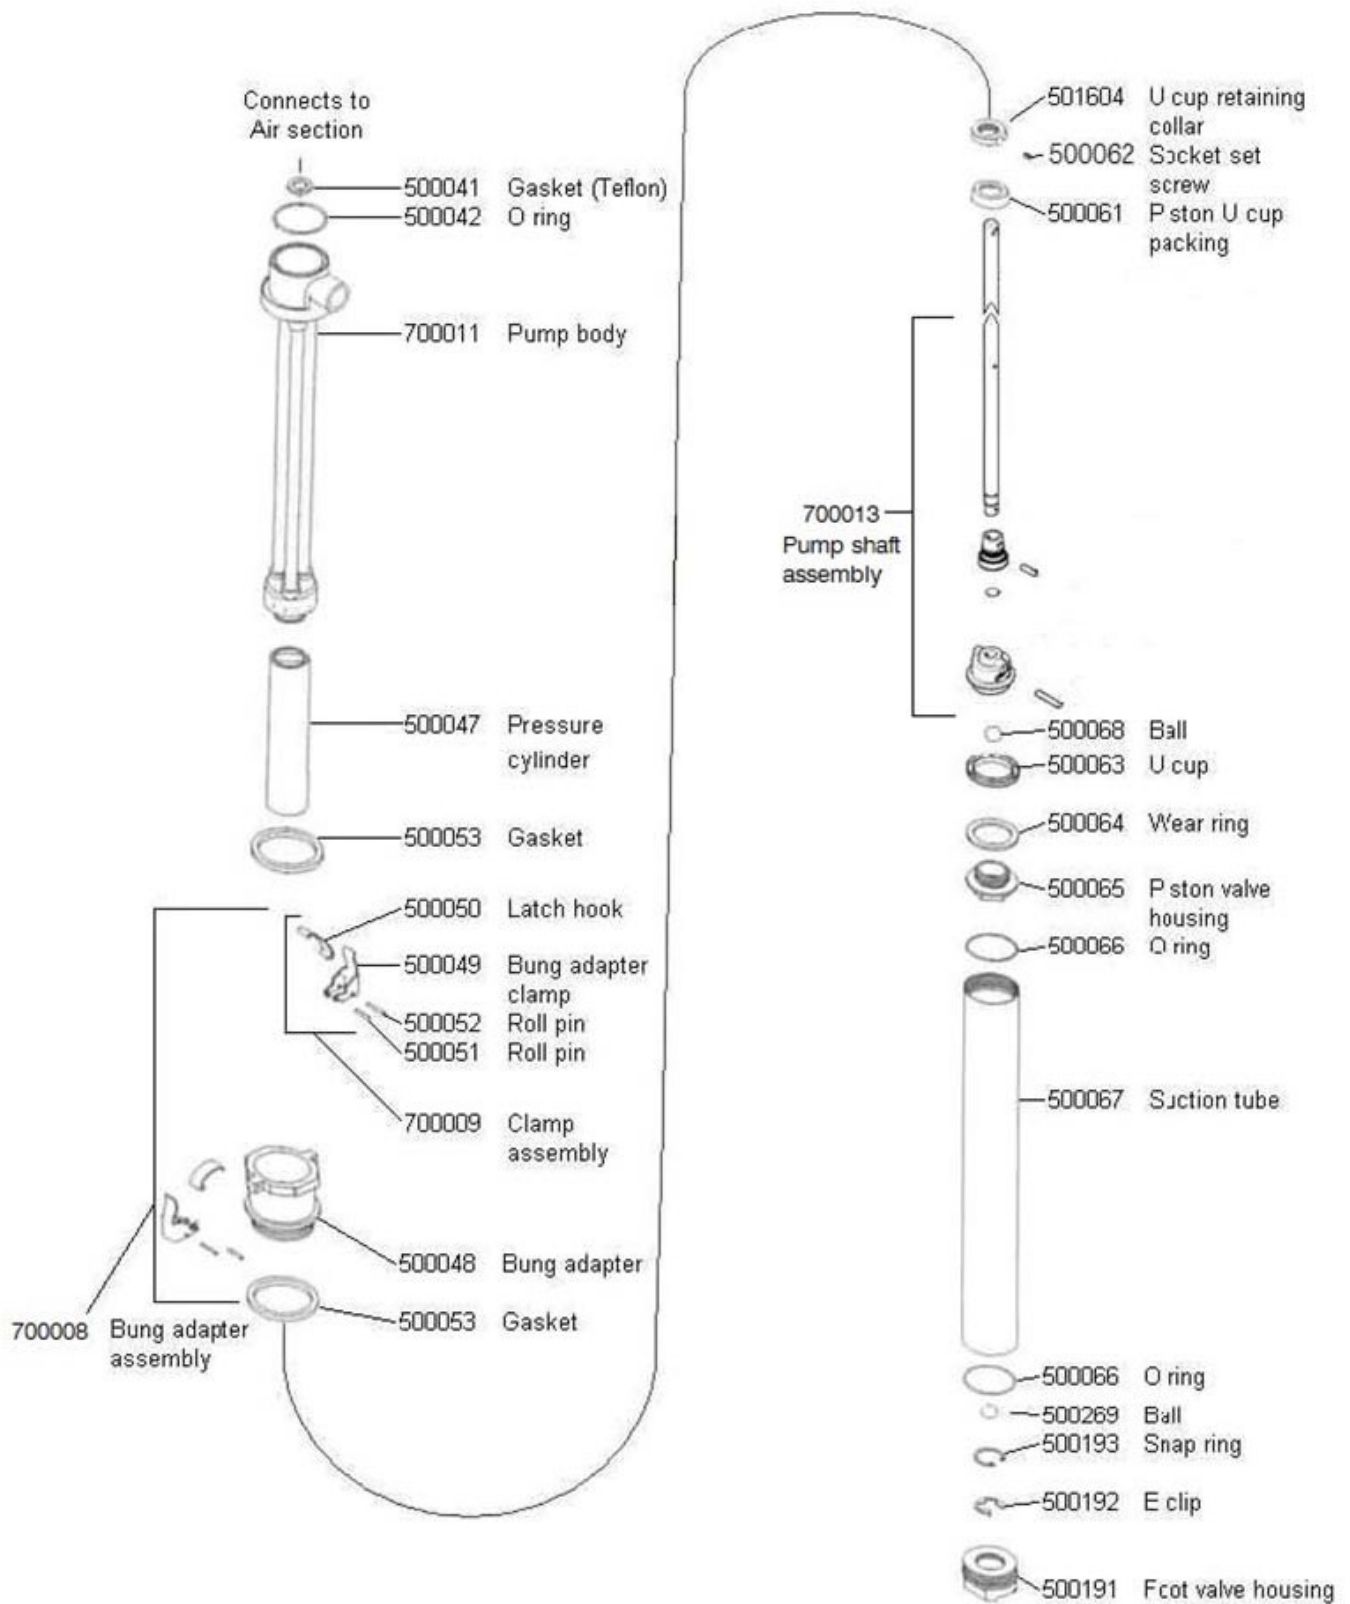 Connects to
Air section
500041 Gasket (Teflon)
500042 O ring
700011 Pump body
500047 Pressure
cylinder
500053 Gasket
500050 Latch hook
500049 Bung adapter
clamp
500052 Roll pin
500051 Roll pin
700009 Clamp
assembly
500048 Bung adapter
500053 Gasket
700008 Bung adapter
assembly
501604 U cup retaining
collar
500062 Socket set
screw
500061 Piston U cup
packing
700013
Pump shaft
assembly
500068 Ball
500063 U cup
500064 Wear ring
500065 Piston valve
housing
500066 O ring
500067 Suction tube
500066 O ring
500269 Ball
500193 Snap ring
500192 E clip
500191 Foot valve housing